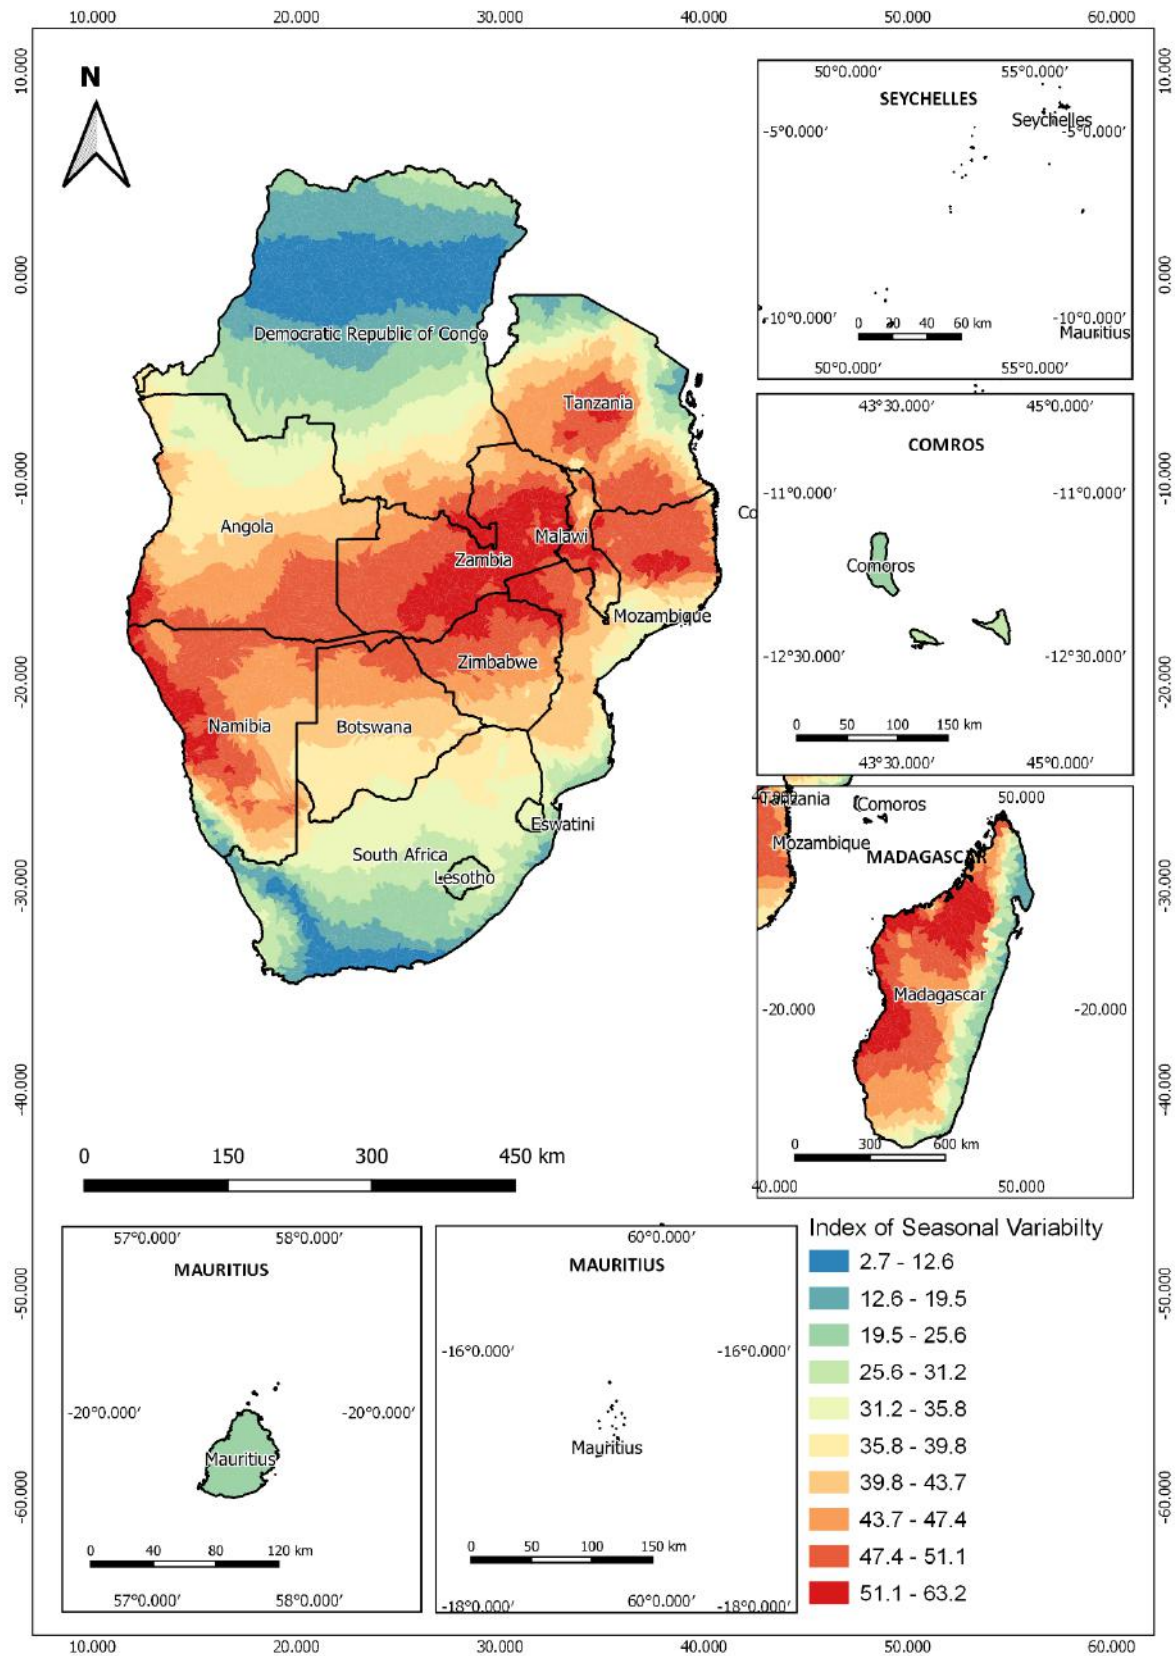 10.000 20.000 30.000 40.000 50.000 60.000
10.000
0.000
-10.000
-20.000
-30.000
-40.000
-50.000
-60.000
10.000
0.000
-10.000
-20.000
-30.000
-40.000
-50.000
-60.000
N
Democratic Republic of Congo
Tanzania
Angola
Malawi
Zambia
Mozambique
Zimbabwe
Namibia
Botswana
Eswatini
South Africa
Lesotho
Co
0 150 300 450 km
50°0.000' 55°0.000'
SEYCHELLES
Seychelles
-5°0.000' -5°0.000'
-10°0.000' -10°0.000'
Mauritius
0 20 40 60 km
50°0.000' 55°0.000'
43°30.000' 45°0.000'
COMROS
-11°0.000' -11°0.000'
Comoros
-12°30.000' -12°30.000'
0 50 100 150 km
43°30.000' 45°0.000'
40.000 50.000
Tanzania
Comoros
Mozambique
MADAGASCAR
Madagascar
-20.000 -20.000
0 300 600 km
40.000 50.000
57°0.000' 58°0.000'
MAURITIUS
-20°0.000' -20°0.000'
Mauritius
0 40 80 120 km
57°0.000' 58°0.000'
60°0.000'
MAURITIUS
-16°0.000' -16°0.000'
Mauritius
0 50 100 150 km
-18°0.000' 60°0.000' -18°0.000'
Index of Seasonal Variabilty
2.7 - 12.6
12.6 - 19.5
19.5 - 25.6
25.6 - 31.2
31.2 - 35.8
35.8 - 39.8
39.8 - 43.7
43.7 - 47.4
47.4 - 51.1
51.1 - 63.2
10.000 20.000 30.000 40.000 50.000 60.000